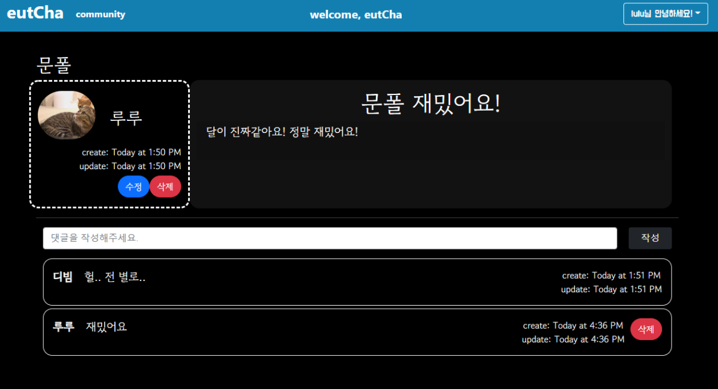 eutCha community welcome, eutCha lulu님 안녕하세요!
문폴
루루
create: Today at 1:50 PM
update: Today at 1:50 PM
수정 삭제
문폴 재밌어요!
달이 진짜같아요! 정말 재밌어요!
댓글을 작성해주세요. 작성
디빔 헐.. 전 별로..
create: Today at 1:51 PM
update: Today at 1:51 PM
루루 재밌어요
create: Today at 4:36 PM
update: Today at 4:36 PM
삭제